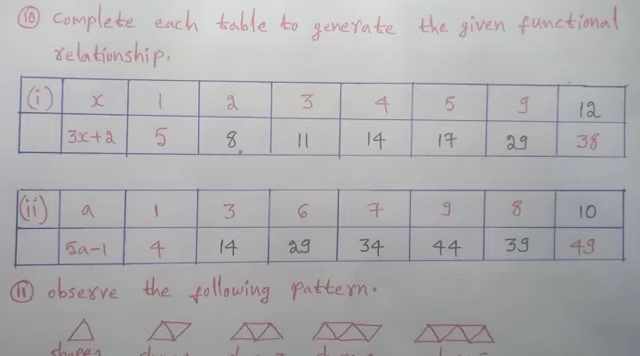 ⑩ complete each table to generate the given functional
relationship.
(i) x 1 2 3 4 5 9 12
3x+2 5 8 11 14 17 29 38
(ii) a 1 3 6 7 9 8 10
5a-1 4 14 29 34 44 39 49
⑪ observe the following pattern.